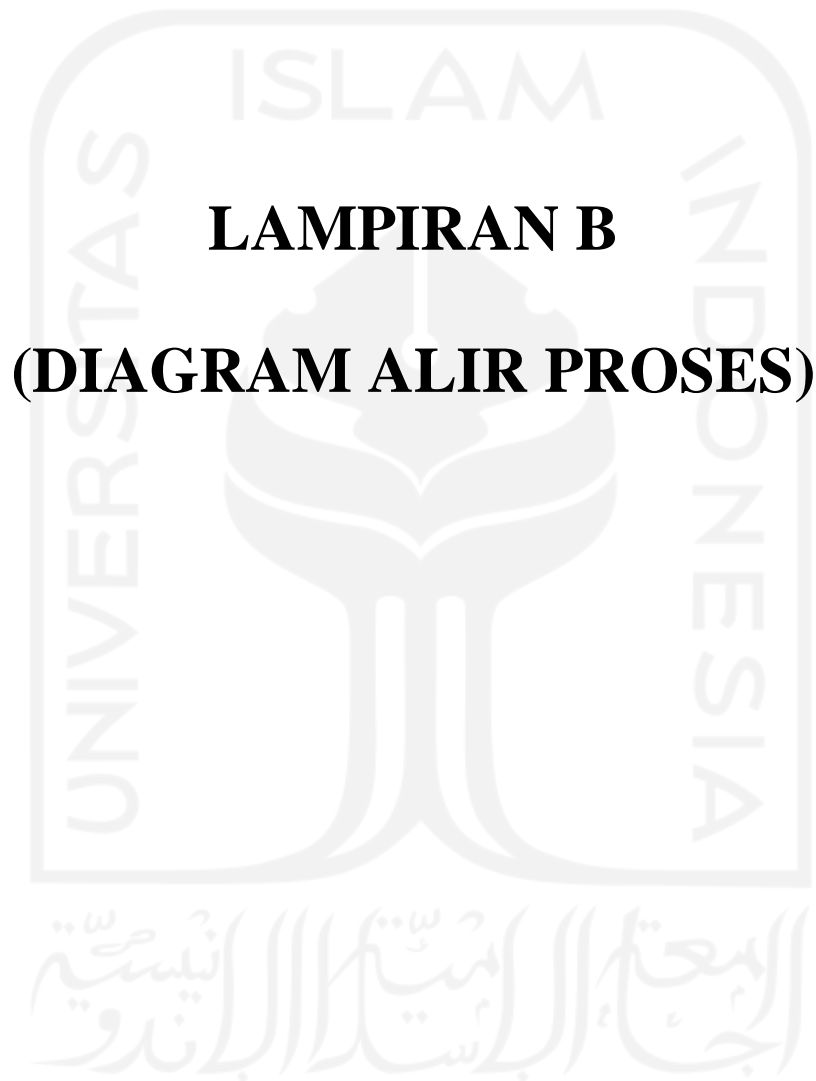 ISLAM
UNIVERSITAS
INDONESIA
LAMPIRAN B
(DIAGRAM ALIR PROSES)